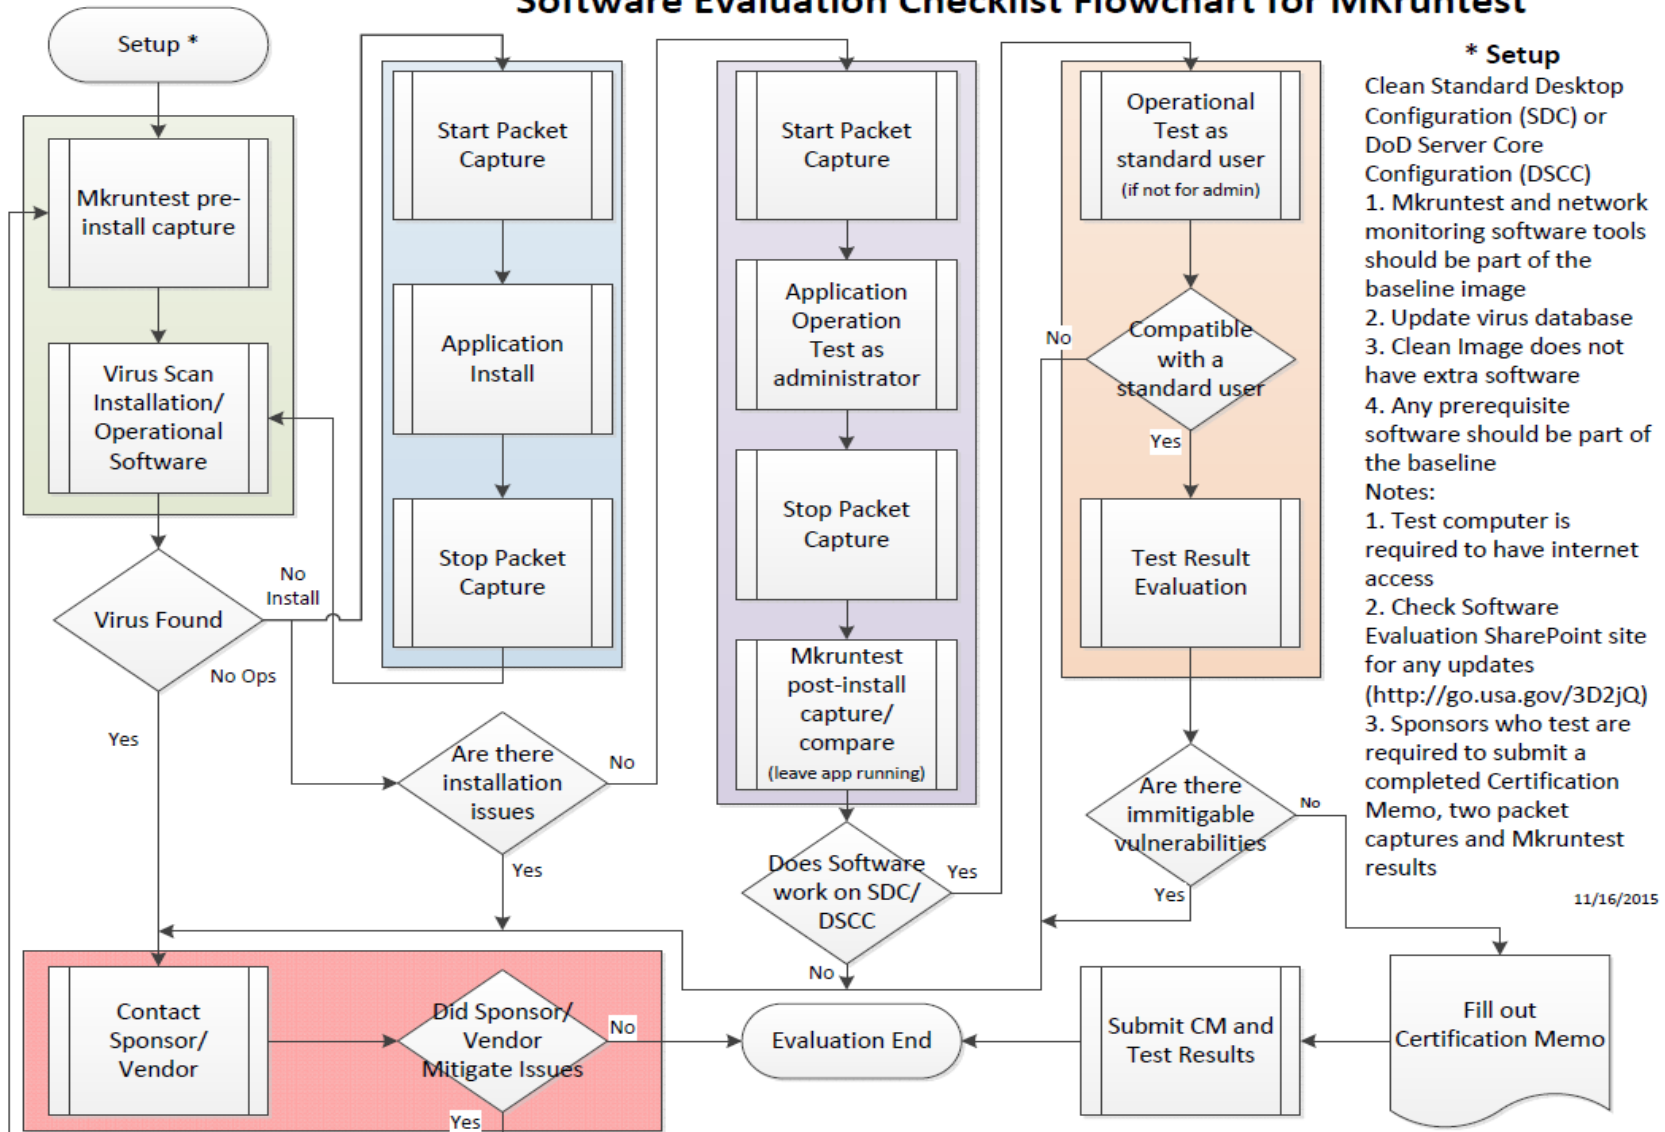 Software Evaluation Checklist Flowchart for MKruntest
Setup *
Mkruntest pre-
install capture
Virus Scan
Installation/
Operational
Software
Virus Found
No
Install
No Ops
Yes
Start Packet
Capture
Application
Install
Stop Packet
Capture
Are there
installation
issues
No
Yes
Start Packet
Capture
Application
Operation
Test as
administrator
Stop Packet
Capture
Mkruntest
post-install
capture/
compare
(leave app running)
Does Software
work on SDC/
DSCC
Yes
No
Operational
Test as
standard user
(if not for admin)
Compatible
with a
standard user
No
Yes
Test Result
Evaluation
Are there
immitigable
vulnerabilities
No
Yes
Contact
Sponsor/
Vendor
Did Sponsor/
Vendor
Mitigate Issues
No
Yes
Evaluation End
Submit CM and
Test Results
Fill out
Certification Memo
* Setup
Clean Standard Desktop
Configuration (SDC) or
DoD Server Core
Configuration (DSCC)
1. Mkruntest and network
monitoring software tools
should be part of the
baseline image
2. Update virus database
3. Clean Image does not
have extra software
4. Any prerequisite
software should be part of
the baseline
Notes:
1. Test computer is
required to have internet
access
2. Check Software
Evaluation SharePoint site
for any updates
(http://go.usa.gov/3D2jQ)
3. Sponsors who test are
required to submit a
completed Certification
Memo, two packet
captures and Mkruntest
results
11/16/2015